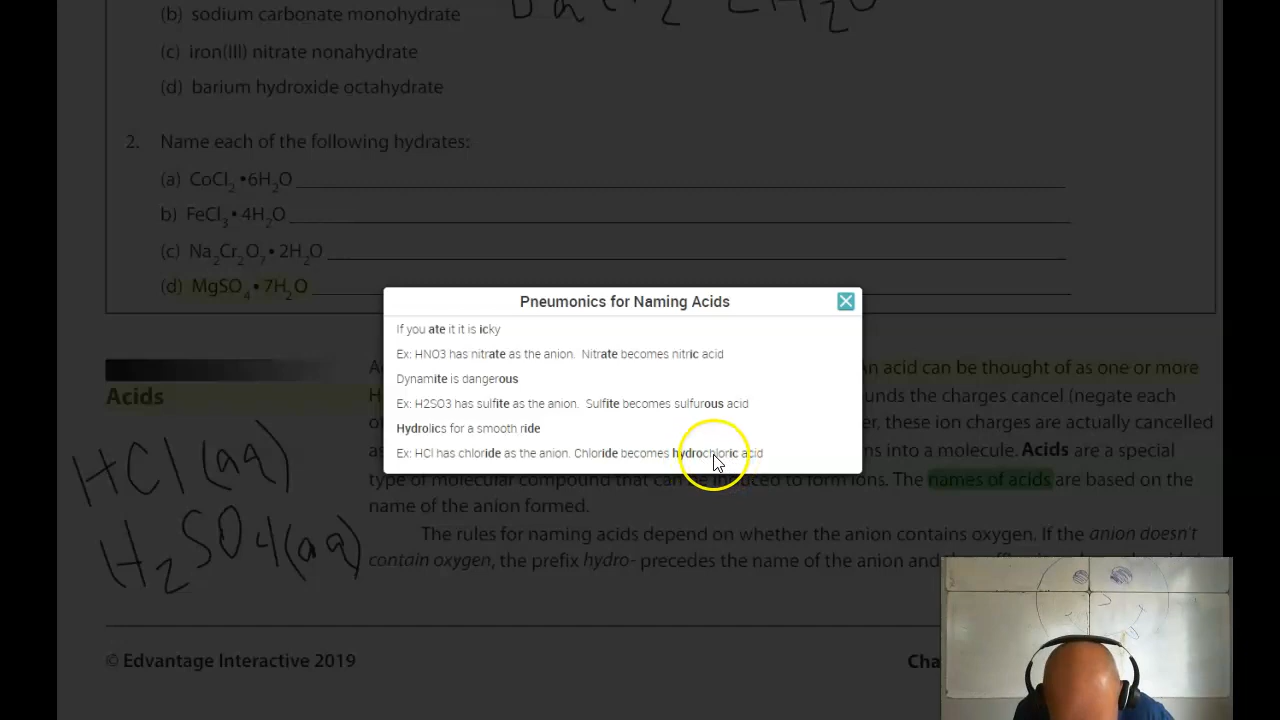 (b) sodium carbonate monohydrate
(c) iron(III) nitrate nonahydrate
(d) barium hydroxide octahydrate
2. Name each of the following hydrates:
(a) CoCl₂ •6H₂O
b) FeCl₃ • 4H₂O
(c) Na₂Cr₂O₇ • 2H₂O
(d) MgSO₄ • 7H₂O
Pneumonics for Naming Acids
If you ate it it is icky
Ex: HNO3 has nitrate as the anion. Nitrate becomes nitric acid
Dynamite is dangerous
Ex: H2SO3 has sulfite as the anion. Sulfite becomes sulfurous acid
Hydrolics for a smooth ride
Ex: HCl has chloride as the anion. Chloride becomes hydrochloric acid
Acids
An acid can be thought of as one or more
the charges cancel (negate each
these ion charges are actually cancelled
into a molecule. Acids are a special
type of molecular compound that can be induced to form ions. The names of acids are based on the
name of the anion formed.
HCl(aq)
H₂SO4(aq)
The rules for naming acids depend on whether the anion contains oxygen. If the anion doesn't
contain oxygen, the prefix hydro- precedes the name of the anion and
© Edvantage Interactive 2019